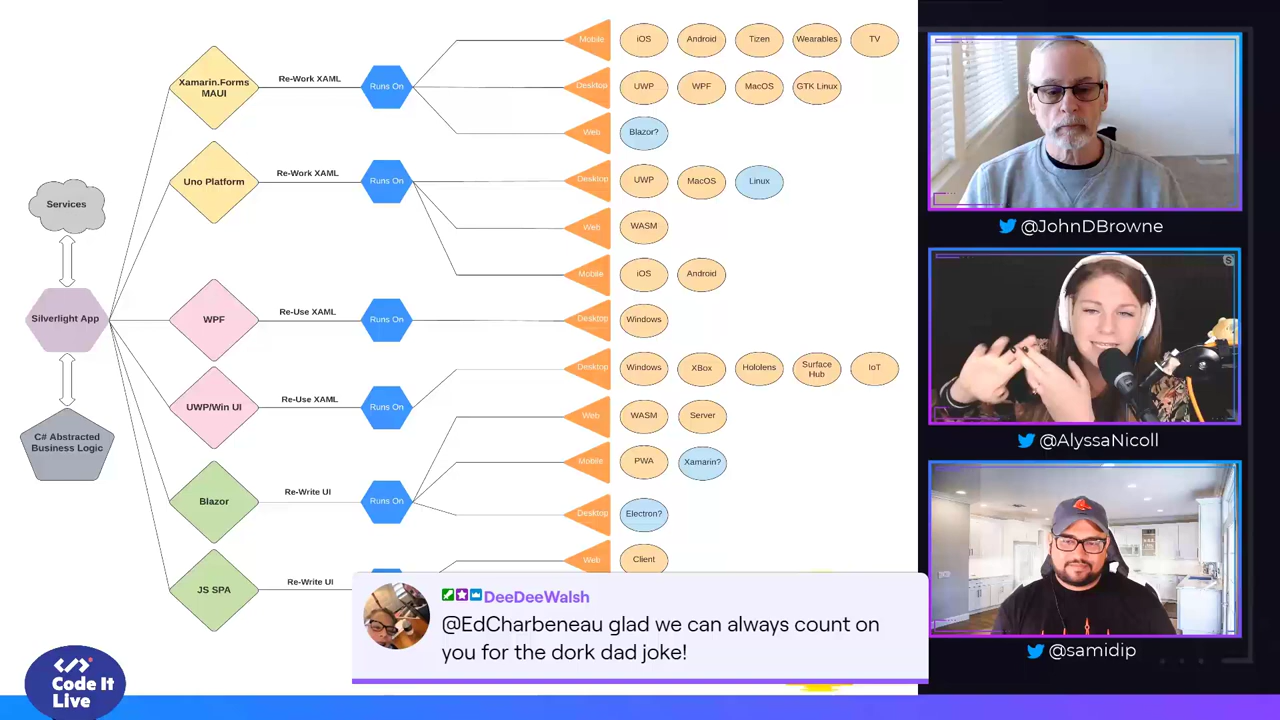 Services
Silverlight App
C# Abstracted
Business Logic
Xamarin.Forms
MAUI
Re-Work XAML
Runs On
Mobile
iOS
Android
Tizen
Wearables
TV
Desktop
UWP
WPF
MacOS
GTK Linux
Web
Blazor?
Uno Platform
Re-Work XAML
Runs On
Desktop
UWP
MacOS
Linux
Web
WASM
Mobile
iOS
Android
WPF
Re-Use XAML
Runs On
Desktop
Windows
UWP/Win UI
Re-Use XAML
Runs On
Desktop
Windows
XBox
Hololens
Surface
Hub
IoT
Blazor
Re-Write UI
Runs On
Web
WASM
Server
Mobile
PWA
Xamarin?
Desktop
Electron?
JS SPA
Re-Write UI
Web
Client
DeeDeeWalsh
@EdCharbeneau glad we can always count on
you for the dork dad joke!
</> Code It
Live
@JohnDBrowne
@AlyssaNicoll
@samidip